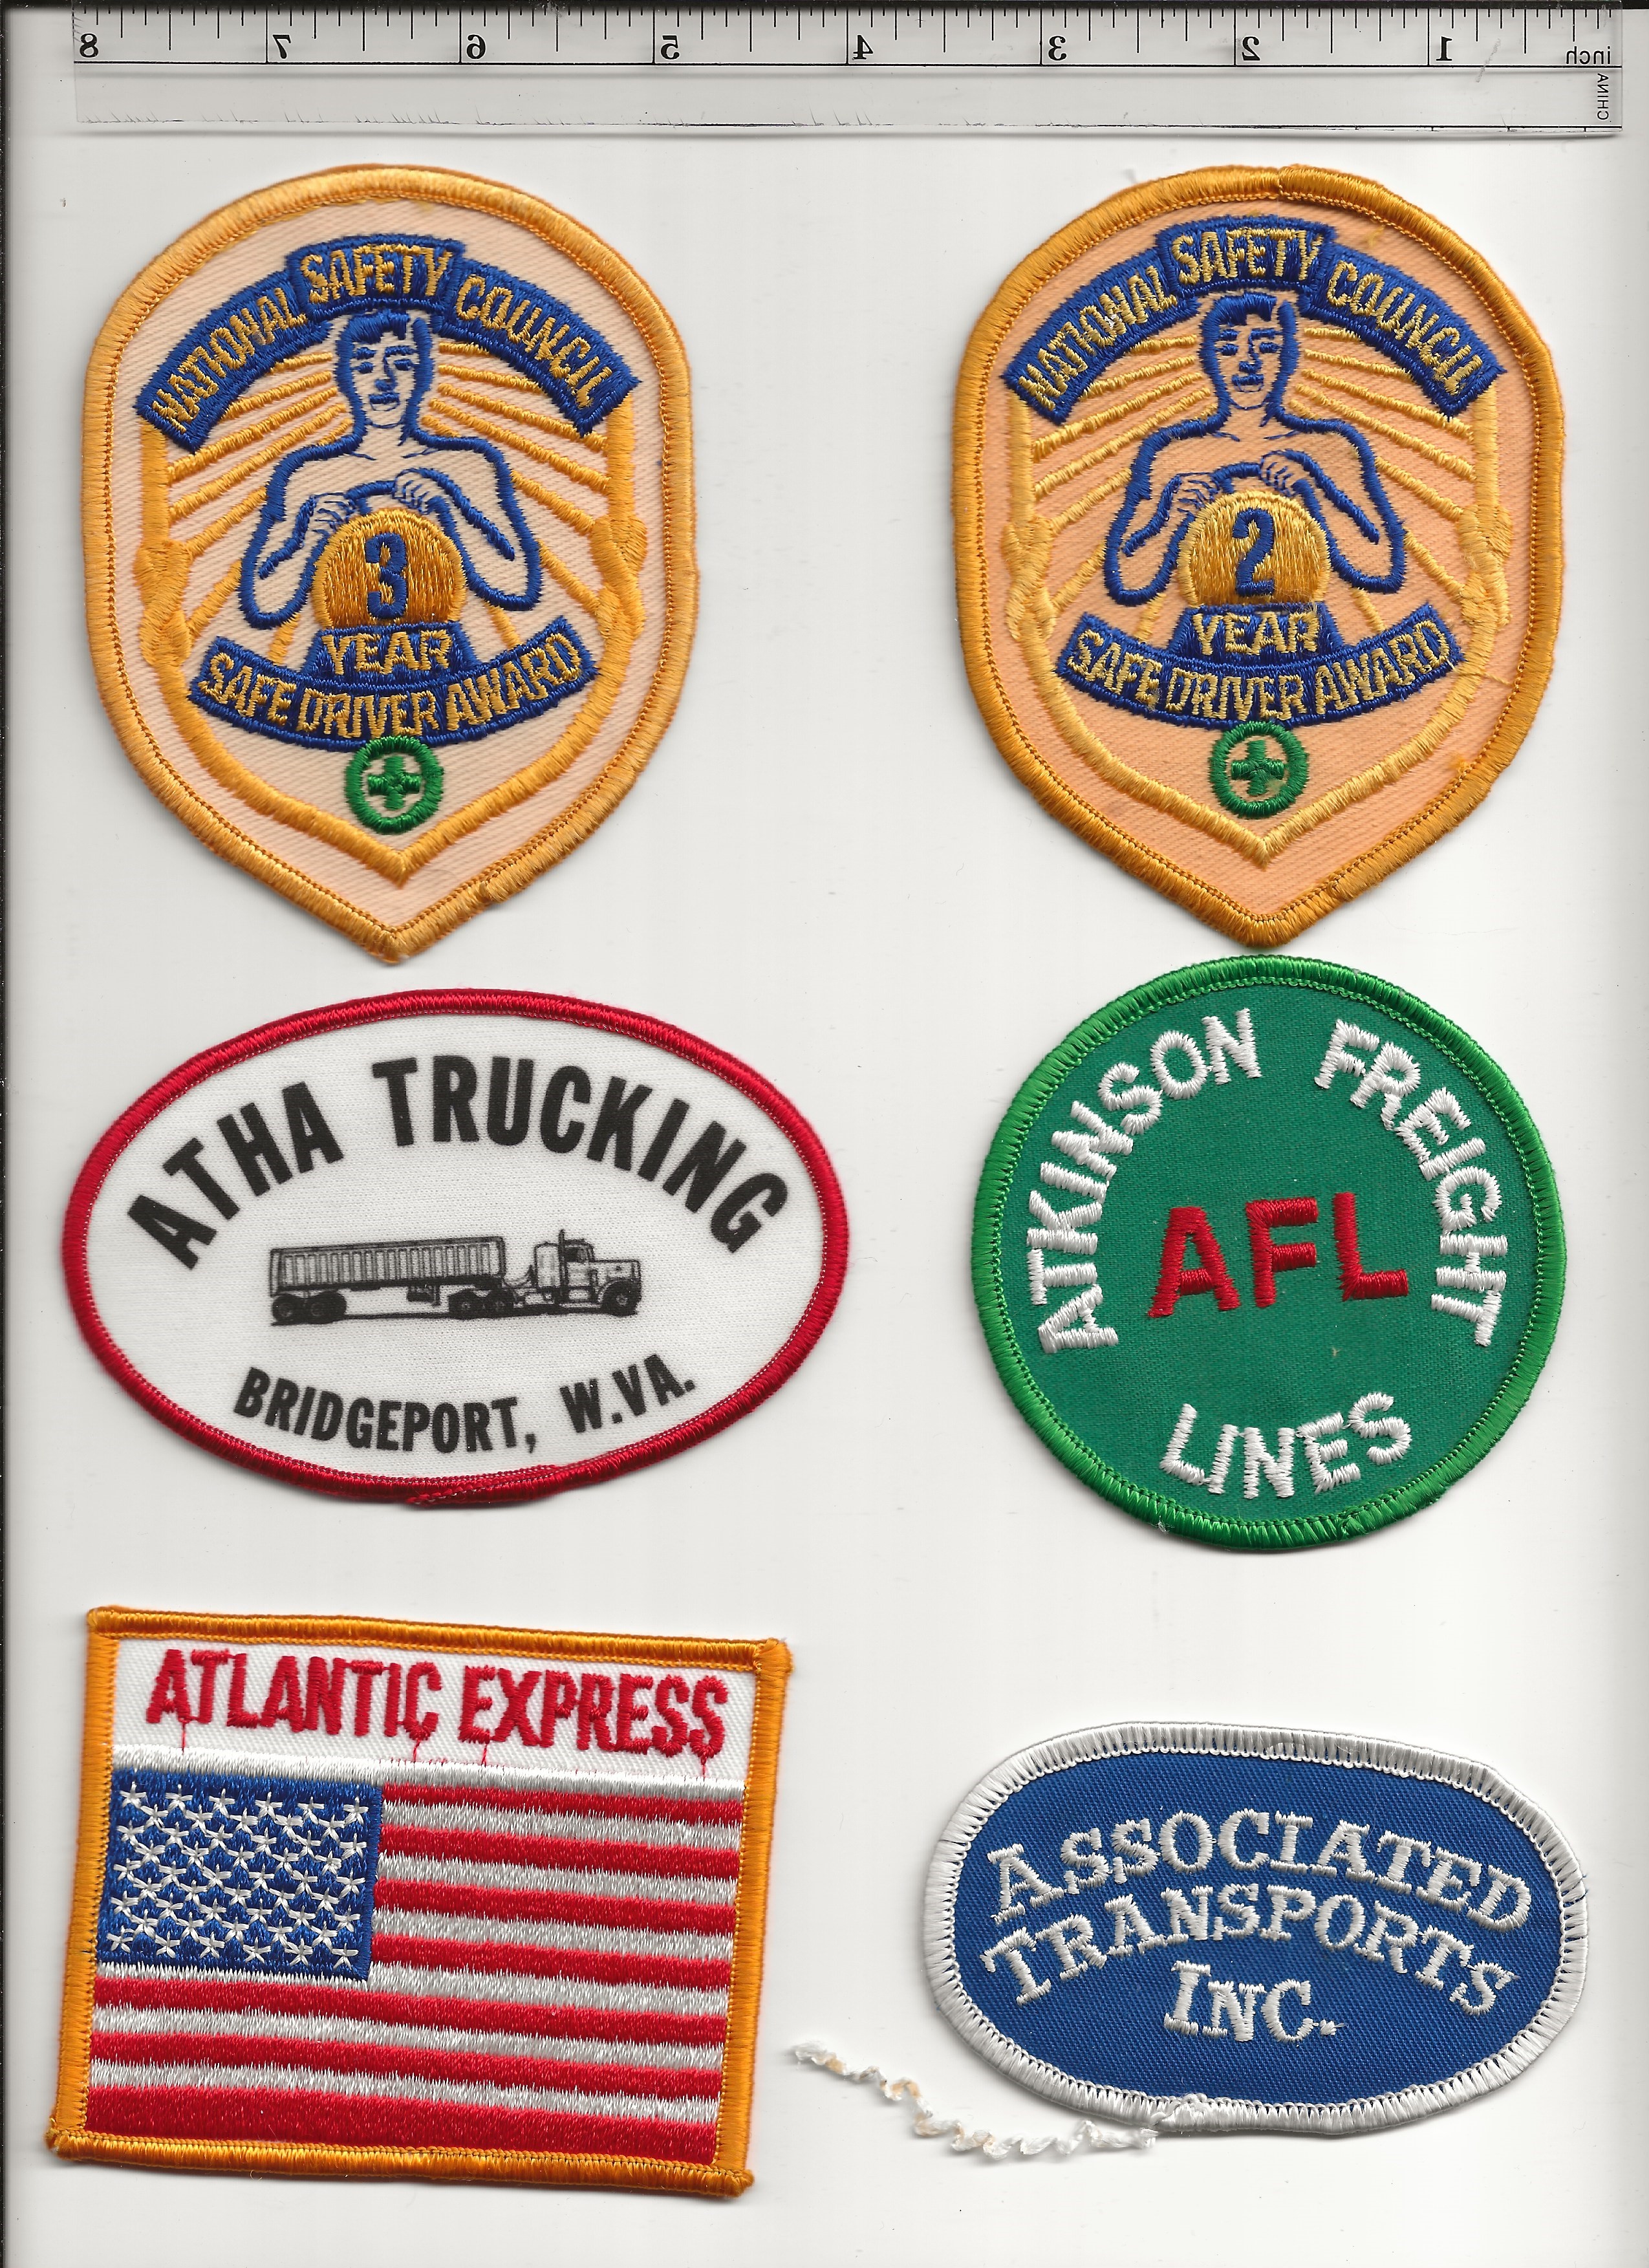 8 7 6 5 4 3 2 1 inch
CHINA
NATIONAL SAFETY COUNCIL
3
YEAR
SAFE DRIVER AWARD
NATIONAL SAFETY COUNCIL
2
YEAR
SAFE DRIVER AWARD
ATHA TRUCKING
BRIDGEPORT, W.VA.
ATKINSON FREIGHT
AFL
LINES
ATLANTIC EXPRESS
ASSOCIATED
TRANSPORTS
INC.